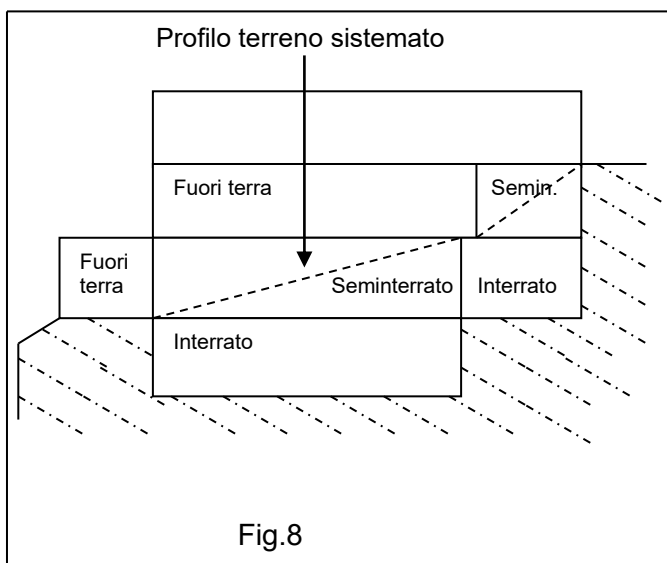 Profilo terreno sistemato
Fuori terra
Semin.
Fuori
terra
Seminterrato
Interrato
Interrato
Fig.8